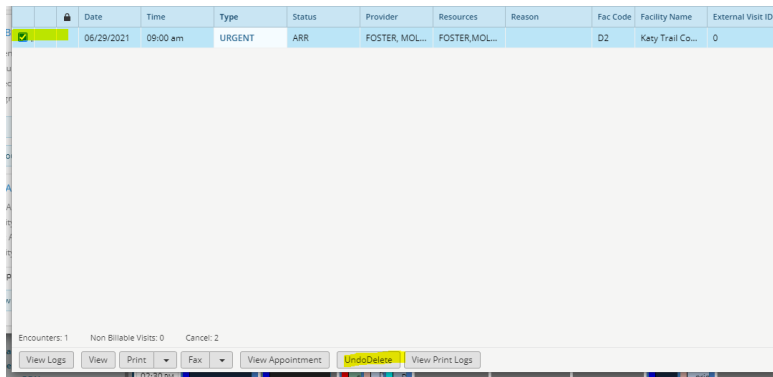 Date Time Type Status Provider Resources Reason Fac Code Facility Name External Visit ID
06/29/2021 09:00 am URGENT ARR FOSTER, MOL... FOSTER,MOL... D2 Katy Trail Co... 0
Encounters: 1 Non Billable Visits: 0 Cancel: 2
View Logs View Print Fax View Appointment UndoDelete View Print Logs